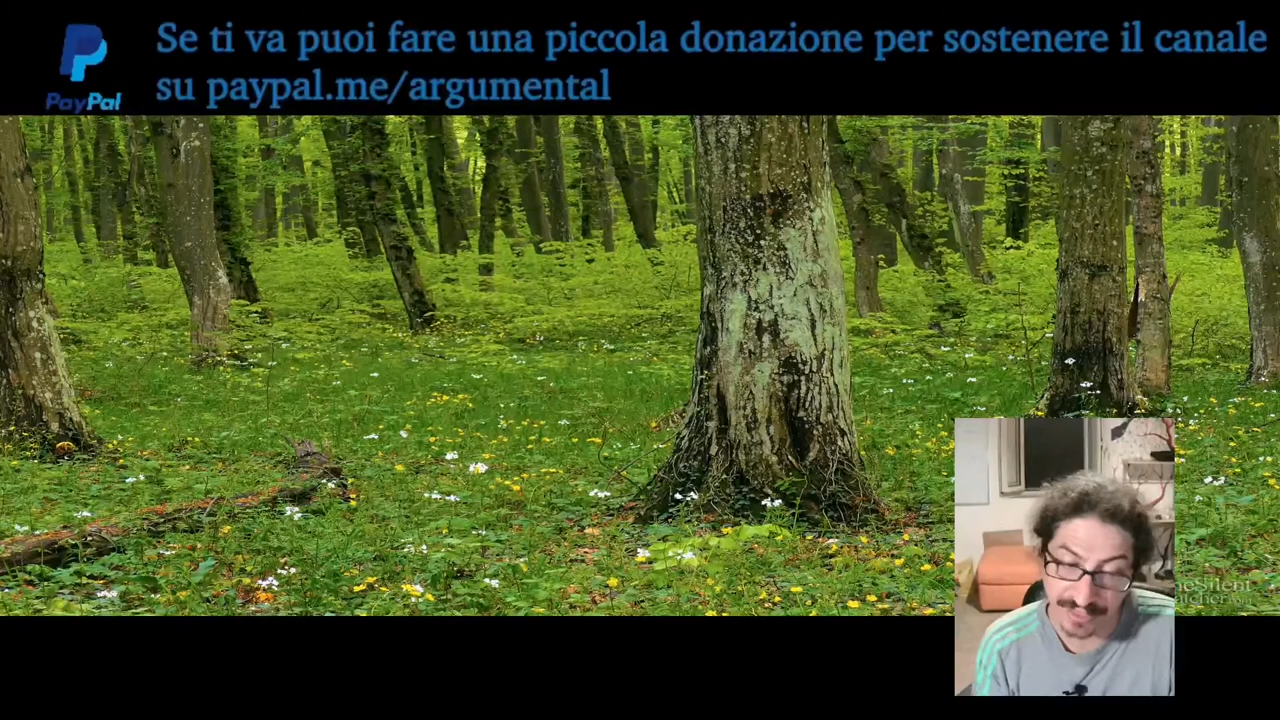 Se ti va puoi fare una piccola donazione per sostenere il canale
PayPal
su paypal.me/argumental